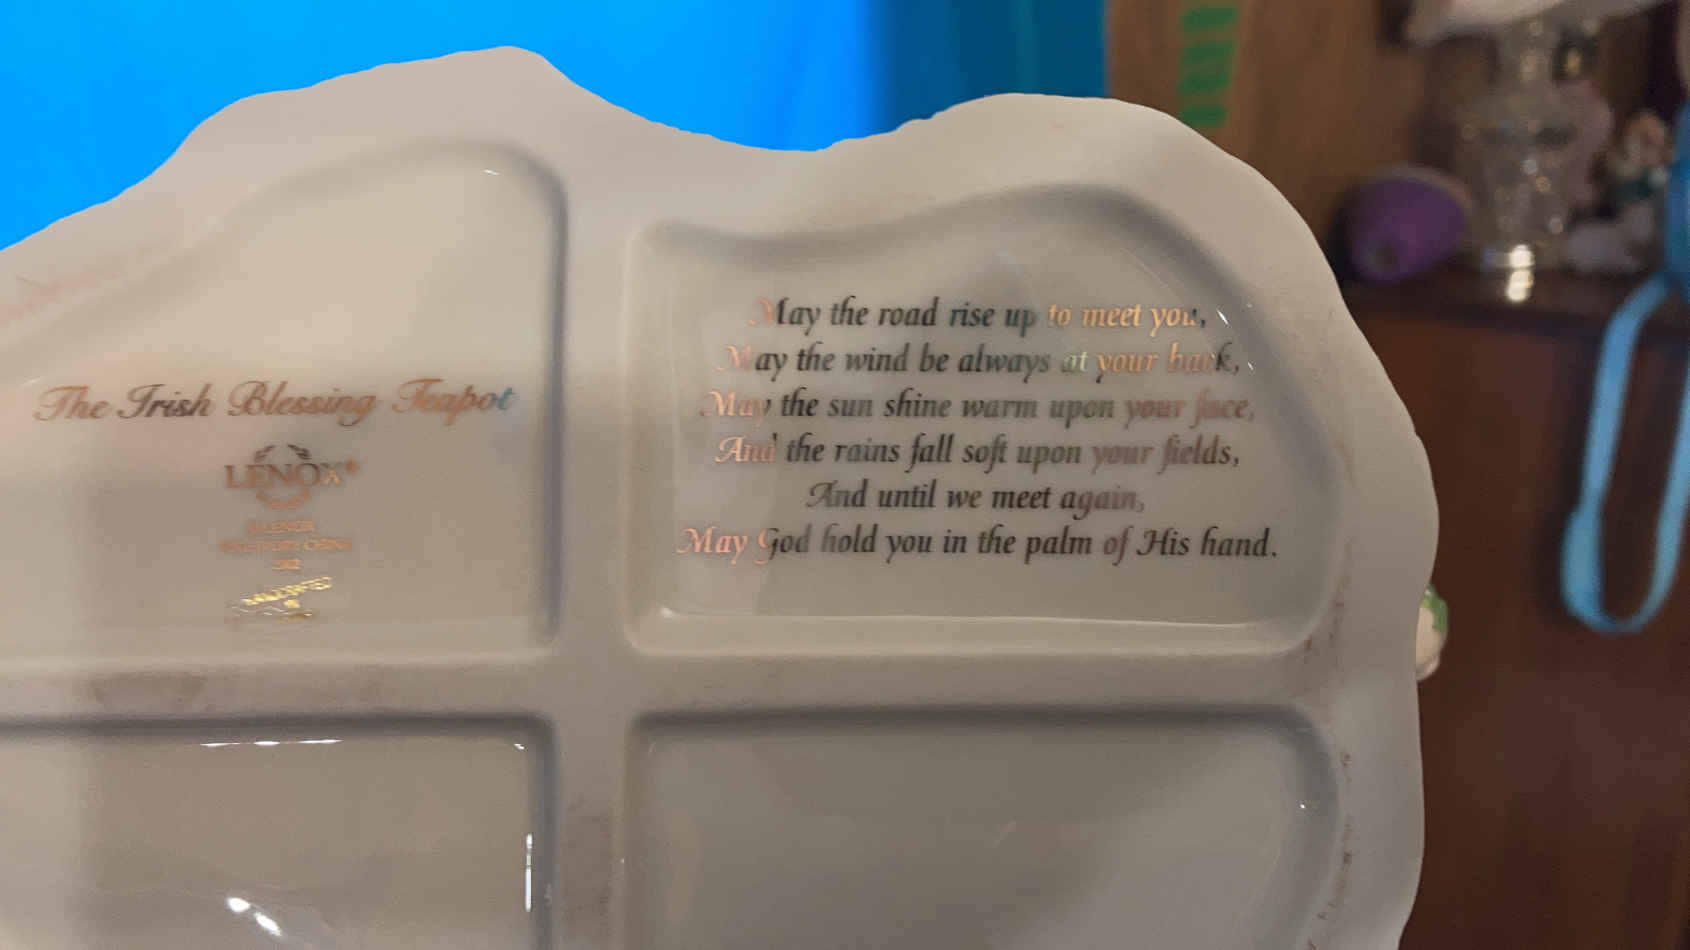 The Irish Blessing Teapot
LENOX®
May the road rise up to meet you,
May the wind be always at your back,
May the sun shine warm upon your face,
And the rains fall soft upon your fields,
And until we meet again,
May God hold you in the palm of His hand.